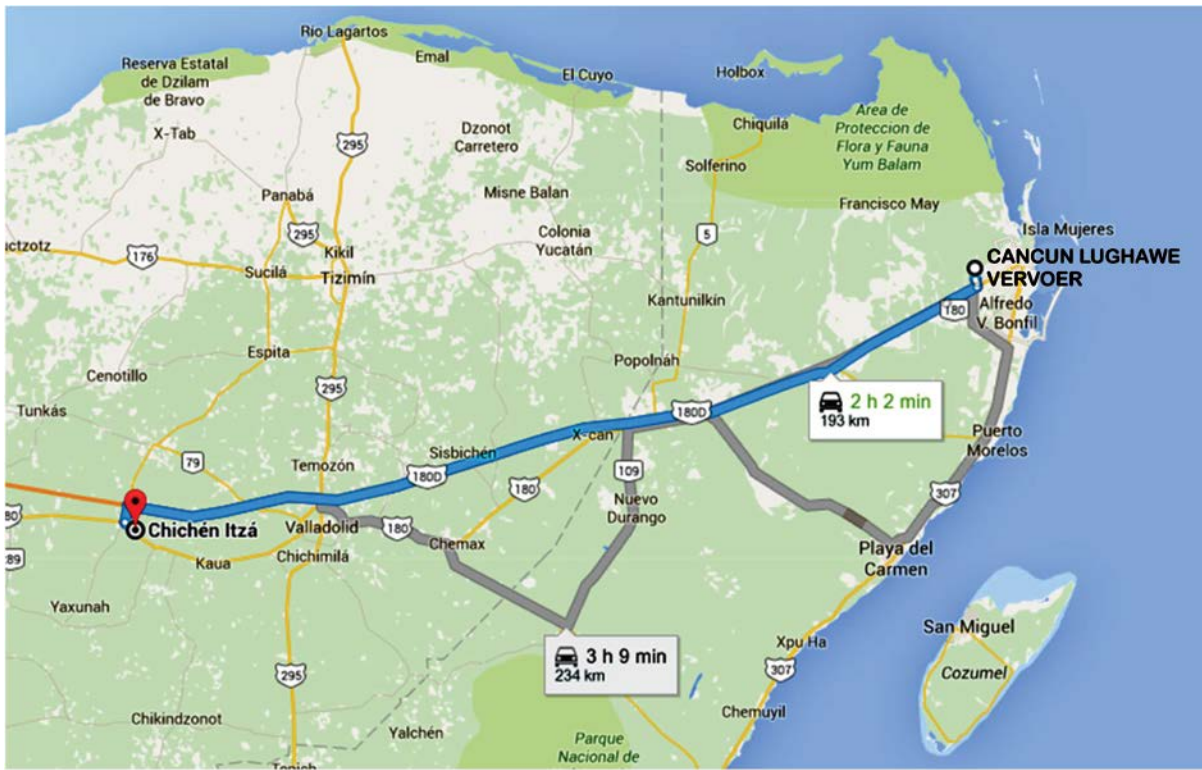 Rio Lagartos
Emal
Reserva Estatal
de Dzilam
de Bravo
El Cuyo
Holbox
X-Tab
295
Dzonot
Carretero
Chiquilá
Area de
Proteccion de
Flora y Fauna
Yum Balam
Solferino
Panabá
Misne Balan
Francisco May
295
Colonia
Yucatán
5
Isla Mujeres
uctzotz
176
Kikil
Sucilá
Tizimín
CANCUN LUGHAWE
VERVOER
Kantunilkín
180
Alfredo
V. Bonfil
Espita
Popolnáh
Cenotillo
295
2 h 2 min
193 km
Tunkás
180D
X-can
Sisbichén
Puerto
Morelos
79
Temozón
180D
109
180
307
Nuevo
Durango
80
Chichén Itzá
Valladolid
180
Chemax
89
Kaua
Chichimilá
Playa del
Carmen
Yaxunah
San Miguel
3 h 9 min
234 km
Xpu Ha
295
307
Cozumel
Chikindzonot
Yalchén
Chemuyil
Parque
Nacional de